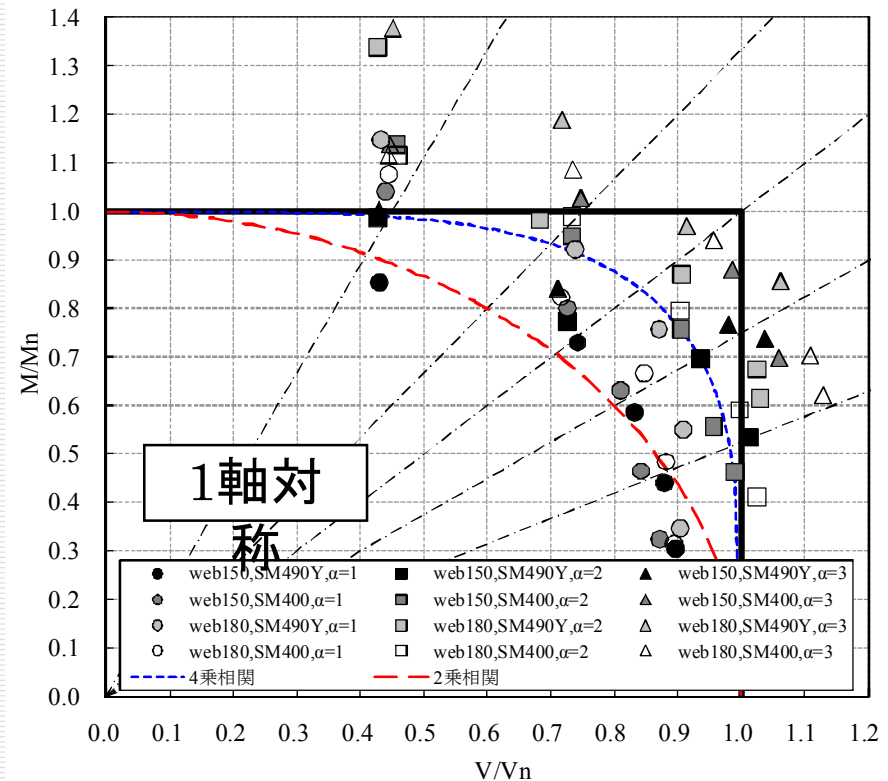 1.4
1.3
1.2
1.1
1.0
0.9
0.8
0.7
0.6
0.5
0.4
0.3
0.2
0.1
0.0
M/Mn
1軸対
称
web150,SM490Y,α=1 web150,SM490Y,α=2 web150,SM490Y,α=3
web150,SM400,α=1 web150,SM400,α=2 web150,SM400,α=3
web180,SM490Y,α=1 web180,SM490Y,α=2 web180,SM490Y,α=3
web180,SM400,α=1 web180,SM400,α=2 web180,SM400,α=3
4乗相関 2乗相関
0.0 0.1 0.2 0.3 0.4 0.5 0.6 0.7 0.8 0.9 1.0 1.1 1.2
V/Vn